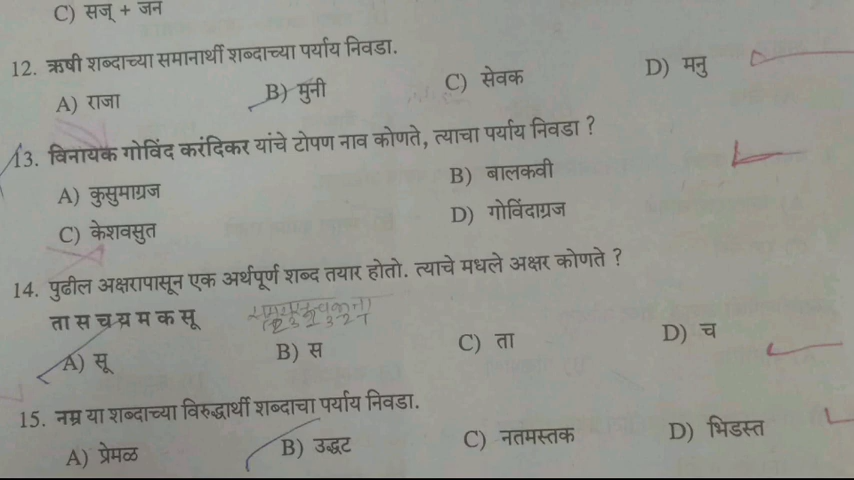 C) सज् + जन
12. ऋषी शब्दाच्या समानार्थी शब्दाच्या पर्याय निवडा.
A) राजा B) मुनी C) सेवक D) मनु
13. विनायक गोविंद करंदिकर यांचे टोपण नाव कोणते, त्याचा पर्याय निवडा ?
A) कुसुमाग्रज B) बालकवी
C) केशवसुत D) गोविंदाग्रज
14. पुढील अक्षरापासून एक अर्थपूर्ण शब्द तयार होतो. त्याचे मधले अक्षर कोणते ?
ता स च य म क सू
A) सू B) स C) ता D) च
15. नम्र या शब्दाच्या विरुद्धार्थी शब्दाचा पर्याय निवडा.
A) प्रेमळ B) उद्धट C) नतमस्तक D) भिडस्त